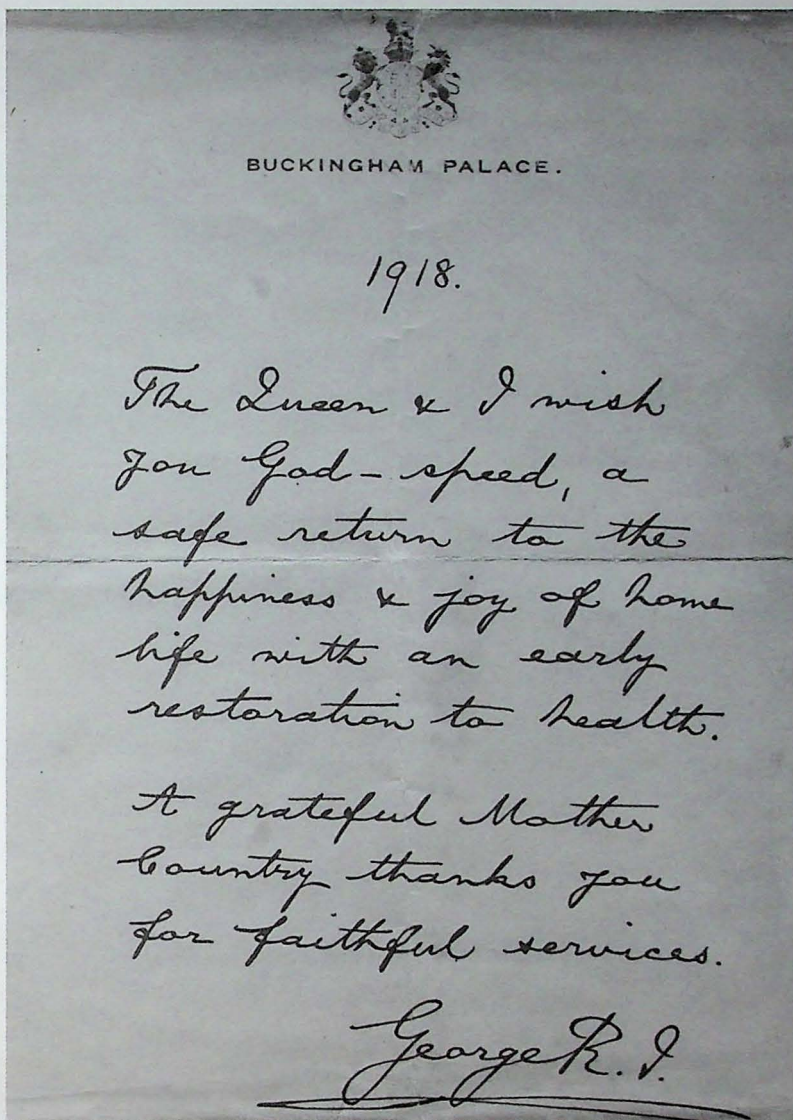 BUCKINGHAM PALACE.
1918.
The Queen & I wish
you God-speed, a
safe return to the
happiness & joy of home
life with an early
restoration to health.
A grateful Mother
Country thanks you
for faithful services.
George R.I.